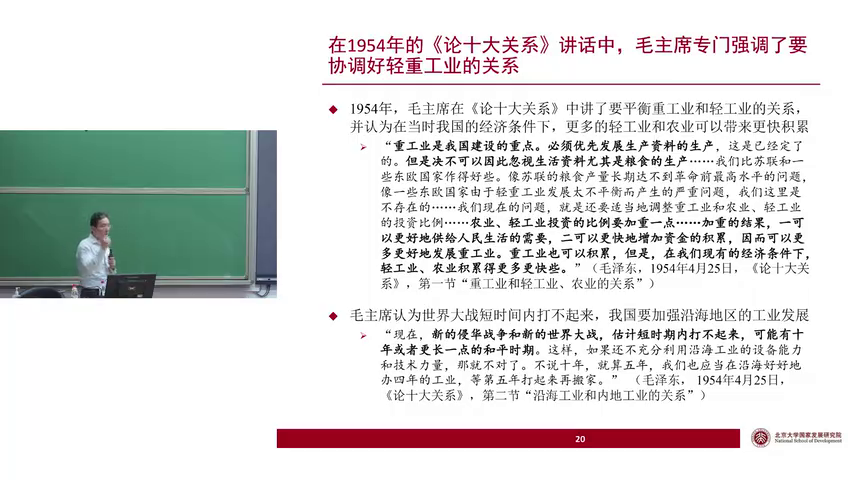 在1954年的《论十大关系》讲话中，毛主席专门强调了要
协调好轻重工业的关系
1954年，毛主席在《论十大关系》中讲了要平衡重工业和轻工业的关系，
并认为在当时我国的经济条件下，更多的轻工业和农业可以带来更快积累
“重工业是我国建设的重点。必须优先发展生产资料的生产，这是已经定了
的。但是决不可以因此忽视生活资料尤其是粮食的生产……我们比苏联和一
些东欧国家作得好些。像苏联的粮食产量长期达不到革命前最高水平的问题，
像一些东欧国家由于轻重工业发展太不平衡而产生的严重问题，我们这里是
不存在的……我们现在的问题，就是还要适当地调整重工业和农业、轻工业
的投资比例……农业、轻工业投资的比例要加重一点……加重的结果，一可
以更好地供给人民生活的需要，二可以更快地增加资金的积累，因而可以更
多更好地发展重工业。重工业也可以积累，但是，在我们现有的经济条件下，
轻工业、农业积累得更多更快些。”（毛泽东，1954年4月25日，《论十大关
系》，第一节“重工业和轻工业、农业的关系”）
毛主席认为世界大战短时间内打不起来，我国要加强沿海地区的工业发展
“现在，新的侵华战争和新的世界大战，估计短时期内打不起来，可能有十
年或者更长一点的和平时期。这样，如果还不充分利用沿海工业的设备能力
和技术力量，那就不对了。不说十年，就算五年，我们也应当在沿海好好地
办四年的工业，等第五年打起来再搬家。”（毛泽东， 1954年4月25日，
《论十大关系》，第二节“沿海工业和内地工业的关系”）
20
北京大学国家发展研究院
National School of Development